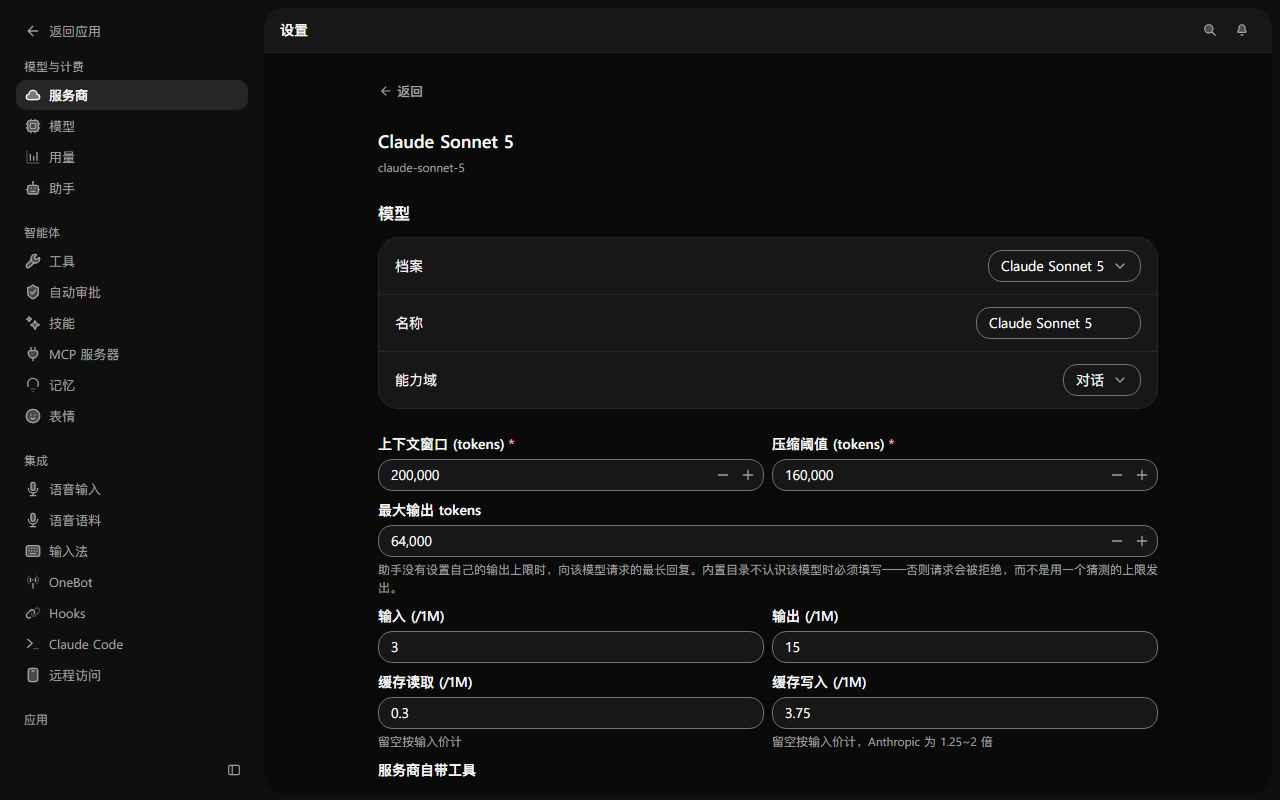 返回应用
模型与计费
服务商
模型
用量
助手
智能体
工具
自动审批
技能
MCP 服务器
记忆
表情
集成
语音输入
语音语料
输入法
OneBot
Hooks
Claude Code
远程访问
应用
设置
返回
Claude Sonnet 5
claude-sonnet-5
模型
档案
Claude Sonnet 5
名称
Claude Sonnet 5
能力域
对话
上下文窗口 (tokens) *
压缩阈值 (tokens) *
200,000
160,000
最大输出 tokens
64,000
助手没有设置自己的输出上限时，向该模型请求的最长回复。内置目录不认识该模型时必须填写——否则请求会被拒绝，而不是用一个猜测的上限发
出。
输入 (/1M)
输出 (/1M)
3
15
缓存读取 (/1M)
缓存写入 (/1M)
0.3
3.75
留空按输入价计
留空按输入价计，Anthropic 为 1.25~2 倍
服务商自带工具